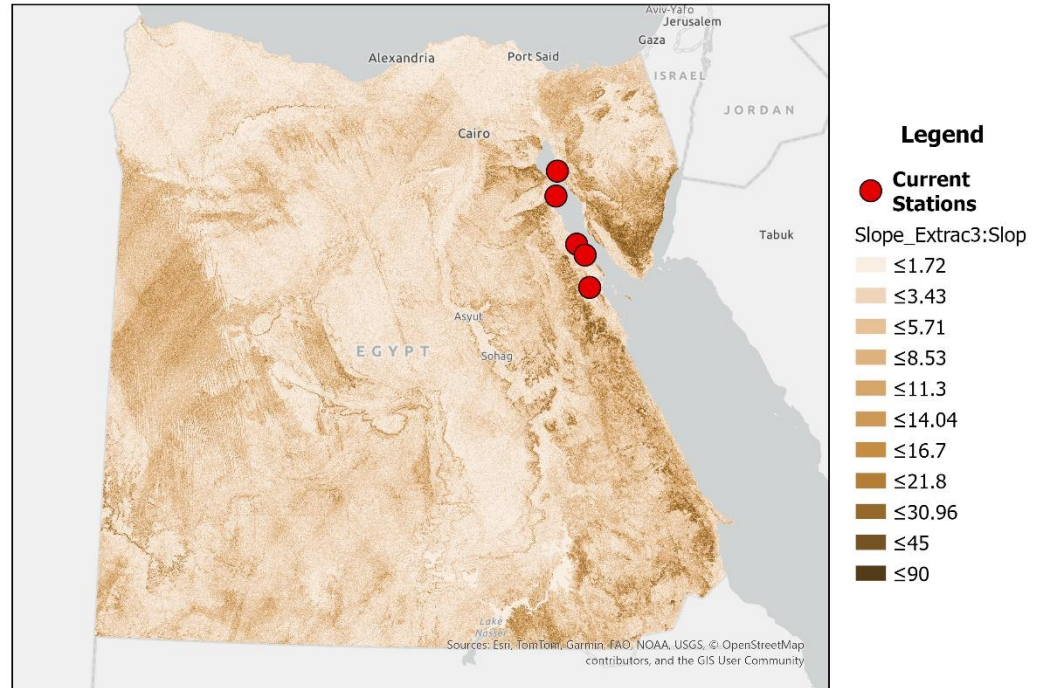 Aviv-Yafo
Jerusalem
Gaza
Alexandria
Port Said
ISRAEL
JORDAN
Cairo
Tabuk
Asyut
EGYPT
Sohag
Lake
Nasser
Sources: Esri, TomTom, Garmin, FAO, NOAA, USGS, © OpenStreetMap
contributors, and the GIS User Community
Legend
Current
Stations
Slope_Extrac3:Slop
≤1.72
≤3.43
≤5.71
≤8.53
≤11.3
≤14.04
≤16.7
≤21.8
≤30.96
≤45
≤90